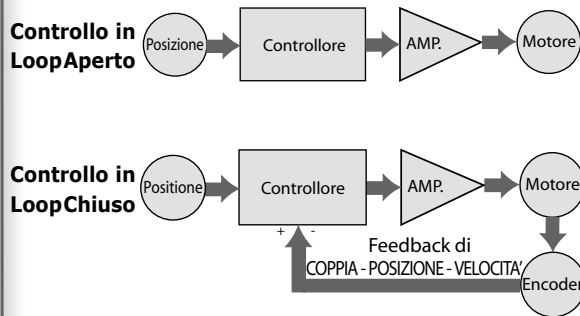 Controllo in
LoopAperto
Posizione
Controllore
AMP.
Motore
Controllo in
LoopChiuso
Positione
Controllore
AMP.
Motore
+ -
Feedback di
COPPIA - POSIZIONE - VELOCITA'
Encoder